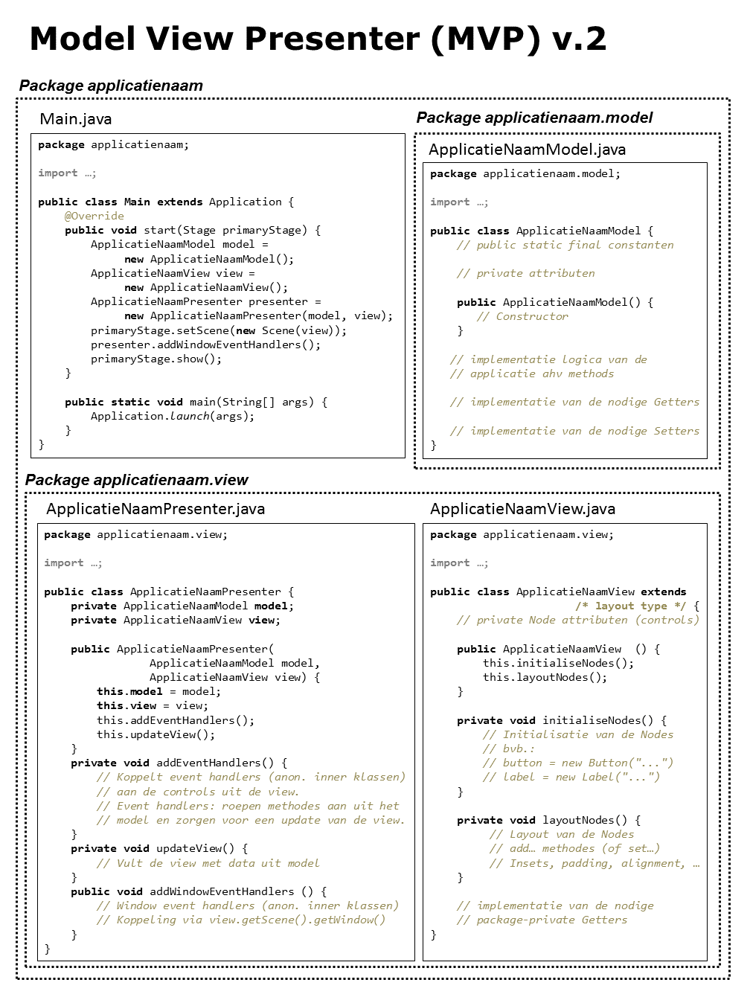 Model View Presenter (MVP) v.2
Package applicatienaam
Main.java
package applicatienaam;
import …;
public class Main extends Application {
@Override
public void start(Stage primaryStage) {
ApplicatieNaamModel model =
new ApplicatieNaamModel();
ApplicatieNaamView view =
new ApplicatieNaamView();
ApplicatieNaamPresenter presenter =
new ApplicatieNaamPresenter(model, view);
primaryStage.setScene(new Scene(view));
presenter.addWindowEventHandlers();
primaryStage.show();
}
public static void main(String[] args) {
Application.launch(args);
}
}
Package applicatienaam.model
ApplicatieNaamModel.java
package applicatienaam.model;
import …;
public class ApplicatieNaamModel {
// public static final constanten
// private attributen
public ApplicatieNaamModel() {
// Constructor
}
// implementatie logica van de
// applicatie ahv methods
// implementatie van de nodige Getters
// implementatie van de nodige Setters
}
Package applicatienaam.view
ApplicatieNaamPresenter.java
package applicatienaam.view;
import …;
public class ApplicatieNaamPresenter {
private ApplicatieNaamModel model;
private ApplicatieNaamView view;
public ApplicatieNaamPresenter(
ApplicatieNaamModel model,
ApplicatieNaamView view) {
this.model = model;
this.view = view;
this.addEventHandlers();
this.updateView();
}
private void addEventHandlers() {
// Koppelt event handlers (anon. inner klassen)
// aan de controls uit de view.
// Event handlers: roepen methodes aan uit het
// model en zorgen voor een update van de view.
}
private void updateView() {
// Vult de view met data uit model
}
public void addWindowEventHandlers () {
// Window event handlers (anon. inner klassen)
// Koppeling via view.getScene().getWindow()
}
}
ApplicatieNaamView.java
package applicatienaam.view;
import …;
public class ApplicatieNaamView extends
/* layout type */ {
// private Node attributen (controls)
public ApplicatieNaamView () {
this.initialiseNodes();
this.layoutNodes();
}
private void initialiseNodes() {
// Initialisatie van de Nodes
// bvb.:
// button = new Button("...")
// label = new Label("...")
}
private void layoutNodes() {
// Layout van de Nodes
// add… methodes (of set…)
// Insets, padding, alignment, …
}
// implementatie van de nodige
// package-private Getters
}